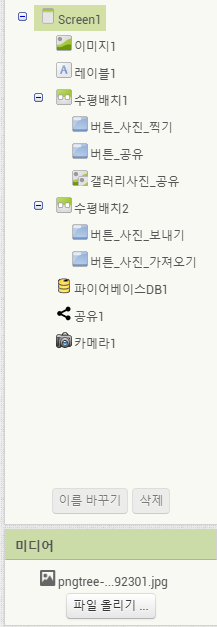 Screen1
이미지1
레이블1
수평배치1
버튼_사진_찍기
버튼_공유
갤러리사진_공유
수평배치2
버튼_사진_보내기
버튼_사진_가져오기
파이어베이스DB1
공유1
카메라1
이름 바꾸기 삭제
미디어
pngtree-...92301.jpg
파일 올리기 ...